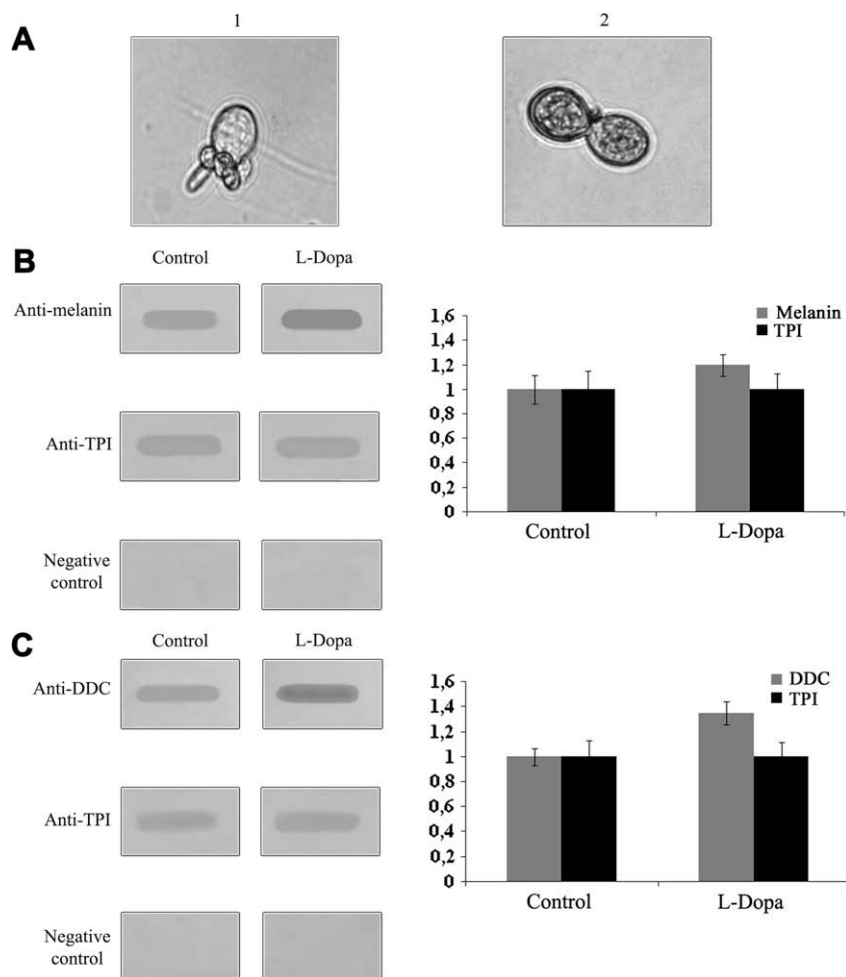 A
1
2
B
Control
L-Dopa
Anti-melanin
Anti-TPI
Negative
control
1,6
1,4
1,2
1
0,8
0,6
0,4
0,2
0
Melanin
TPI
Control
L-Dopa
C
Control
L-Dopa
Anti-DDC
Anti-TPI
Negative
control
1,6
1,4
1,2
1
0,8
0,6
0,4
0,2
0
DDC
TPI
Control
L-Dopa